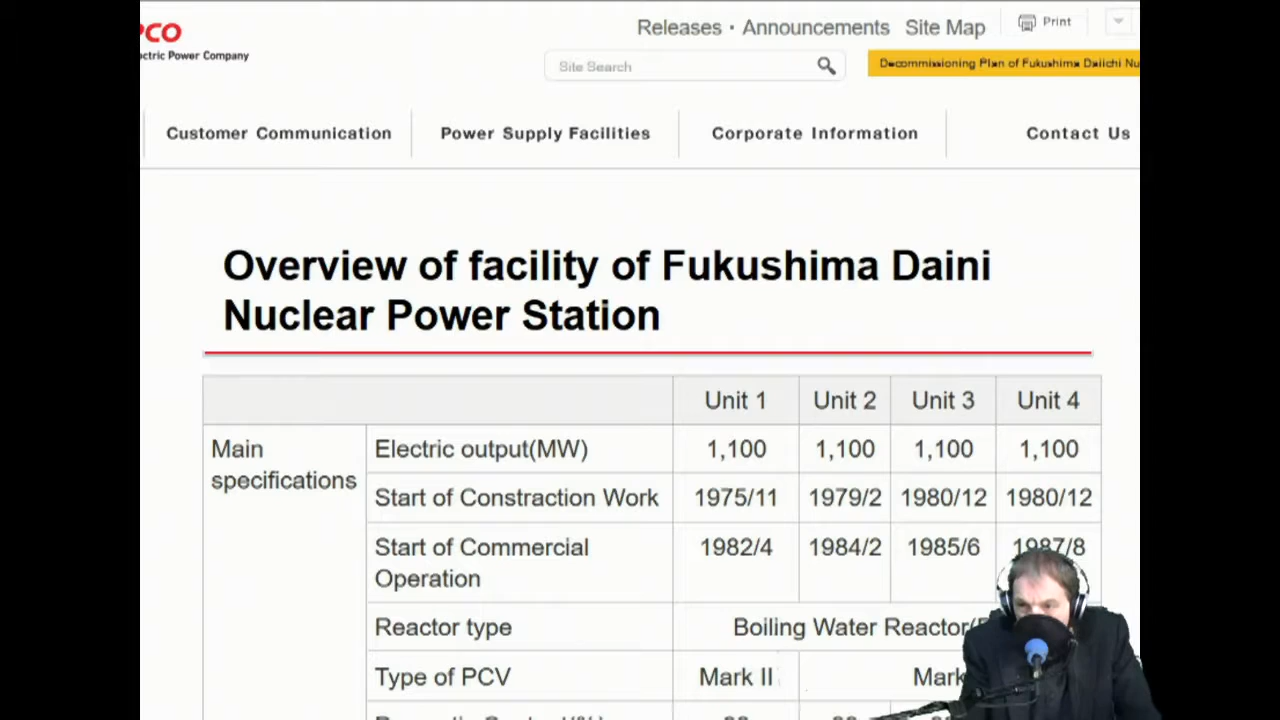 PCO
Releases · Announcements Site Map Print
ctric Power Company
Site Search
Decommissioning Plan of Fukushima Daiichi Nu
Customer Communication Power Supply Facilities Corporate Information Contact Us
Overview of facility of Fukushima Daini
Nuclear Power Station
Unit 1 Unit 2 Unit 3 Unit 4
Main specifications Electric output(MW) 1,100 1,100 1,100 1,100
Start of Constraction Work 1975/11 1979/2 1980/12 1980/12
Start of Commercial Operation 1982/4 1984/2 1985/6 1987/8
Reactor type Boiling Water Reactor
Type of PCV Mark II Mark